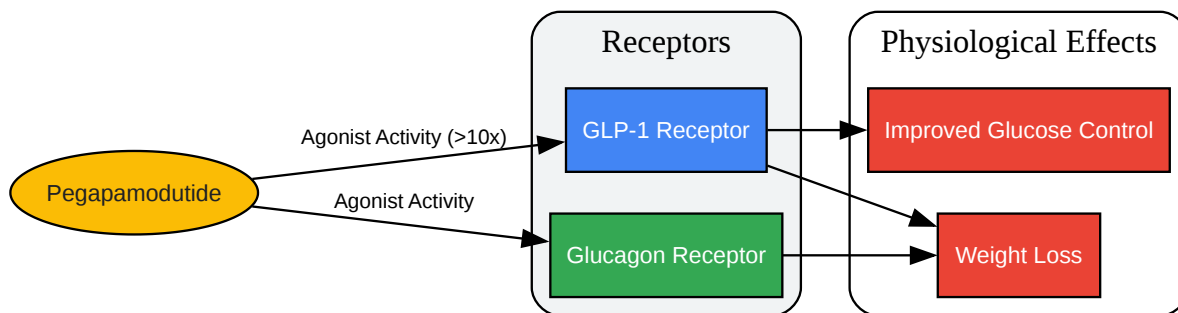 Receptors
Physiological Effects
GLP-1 Receptor
Improved Glucose Control
Agonist Activity (>10x)
Pegapamodutide
Agonist Activity
Glucagon Receptor
Weight Loss